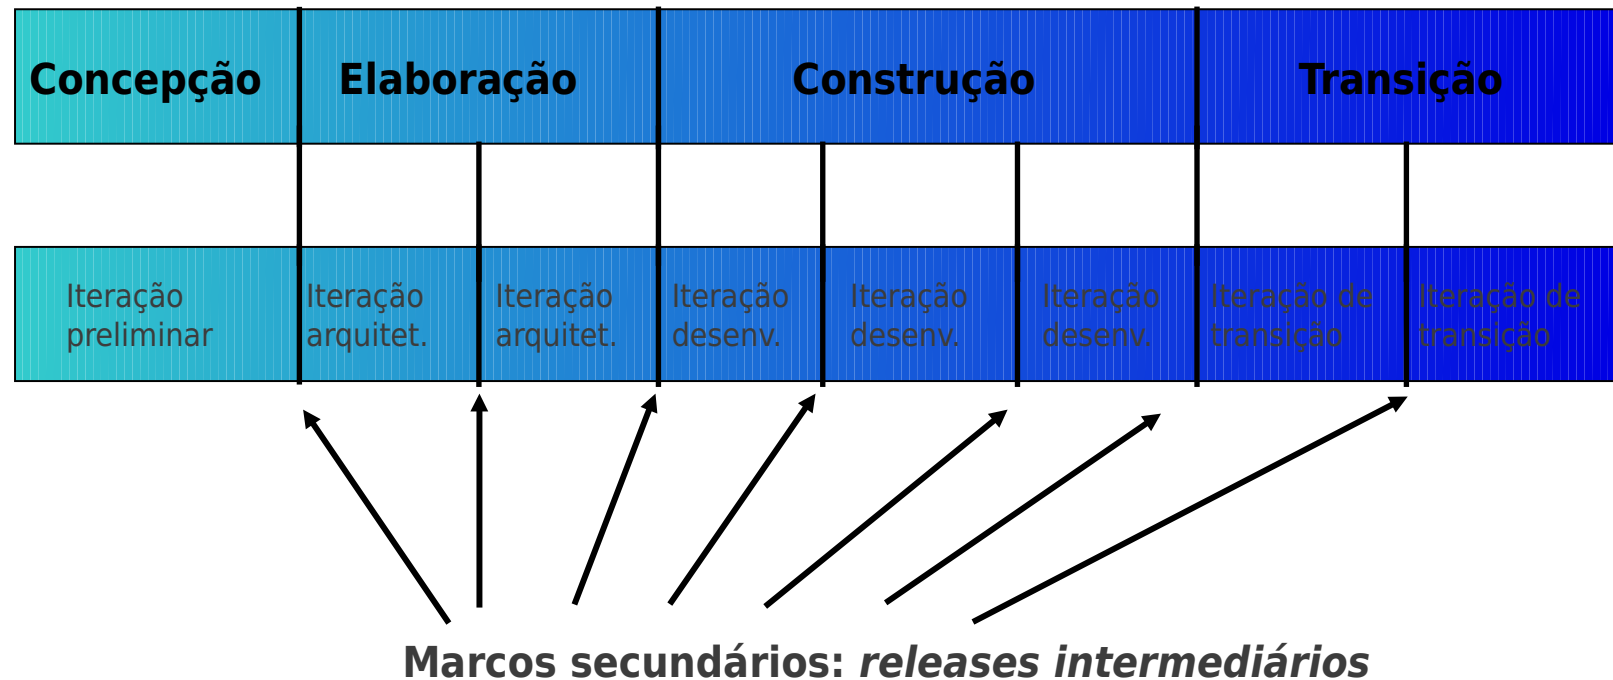 Concepção
Elaboração
Construção
Transição
Iteração
preliminar
Iteração
arquitet.
Iteração
arquitet.
Iteração
desenv.
Iteração
desenv.
Iteração
desenv.
Iteração de
transição
Iteração de
transição
Marcos secundários: releases intermediários